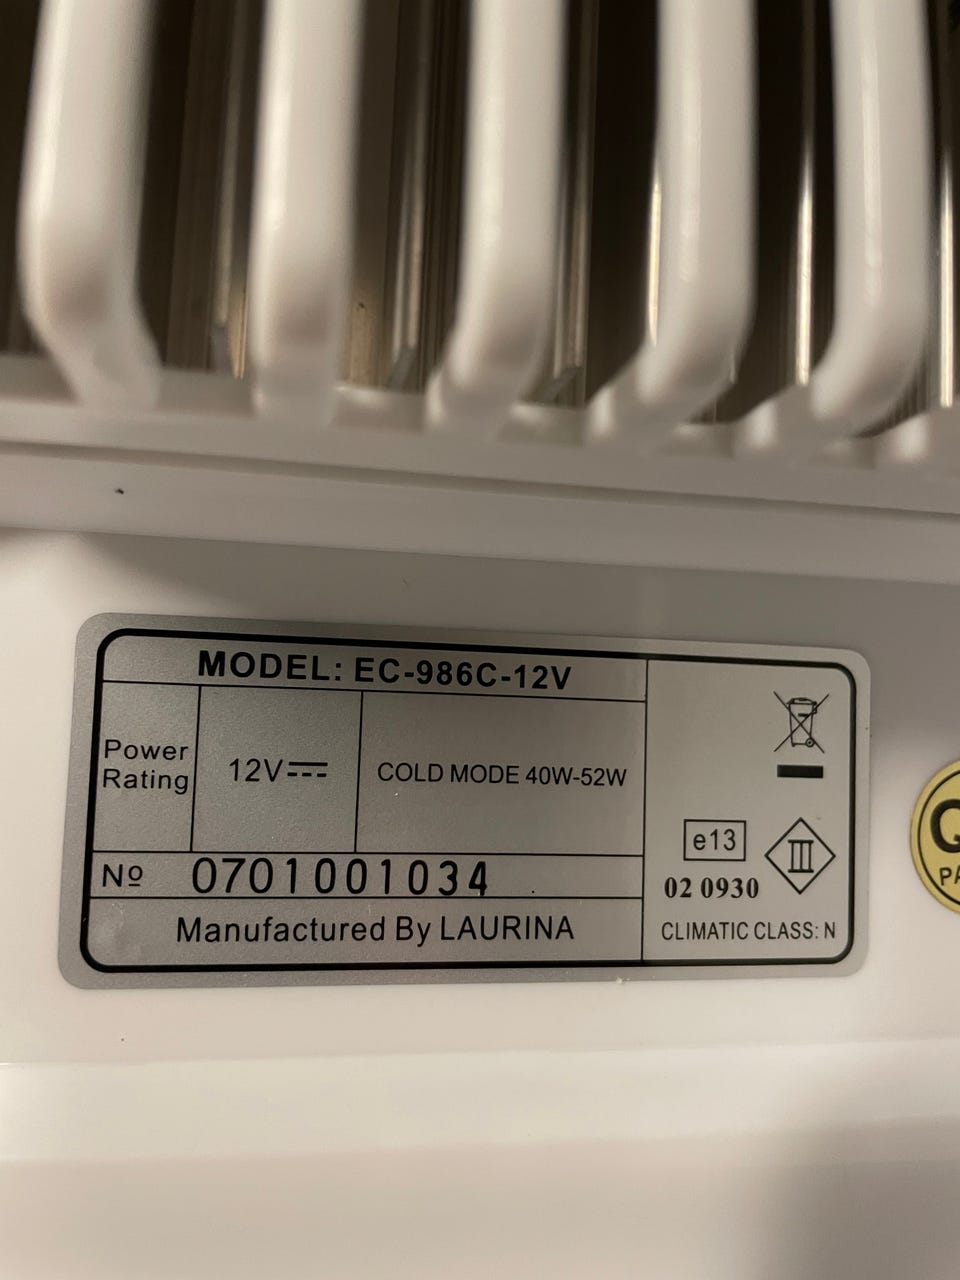 MODEL: EC-986C-12V
Power Rating
12V
COLD MODE 40W-52W
Nº 0701001034
Manufactured By LAURINA
e13
02 0930
III
CLIMATIC CLASS: N